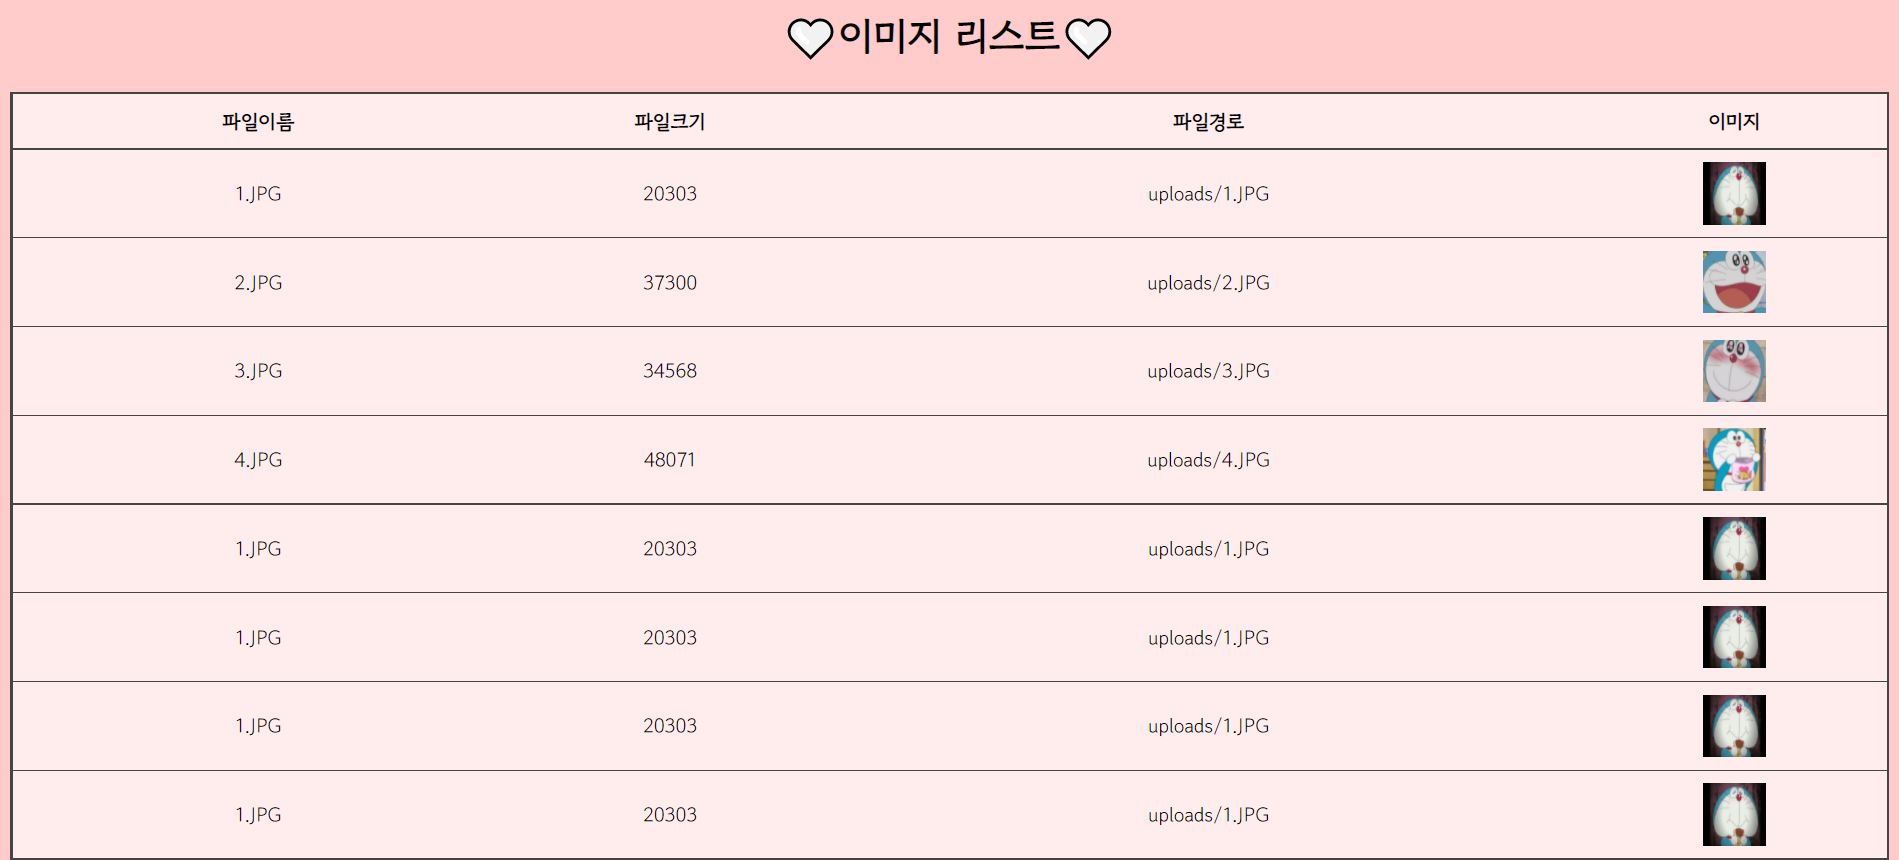 🤍이미지 리스트🤍
파일이름 파일크기 파일경로 이미지
1.JPG 20303 uploads/1.JPG
2.JPG 37300 uploads/2.JPG
3.JPG 34568 uploads/3.JPG
4.JPG 48071 uploads/4.JPG
1.JPG 20303 uploads/1.JPG
1.JPG 20303 uploads/1.JPG
1.JPG 20303 uploads/1.JPG
1.JPG 20303 uploads/1.JPG